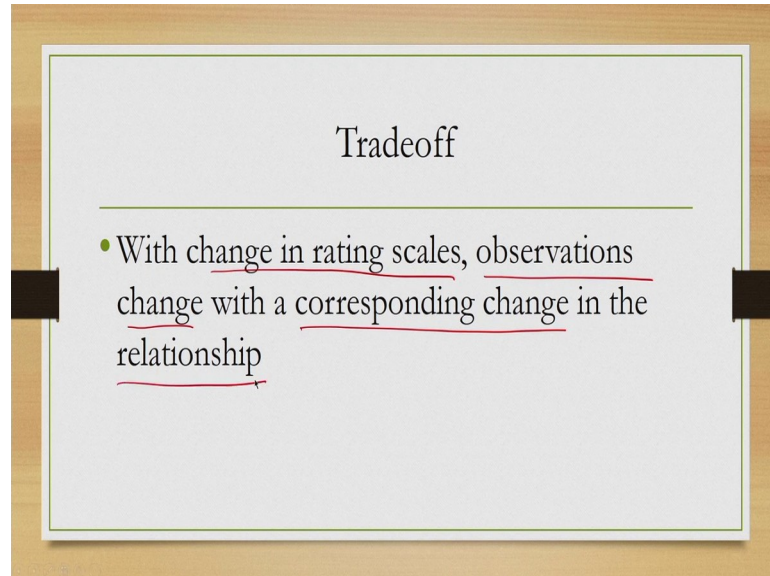 Tradeoff
• With change in rating scales, observations
change with a corresponding change in the
relationship